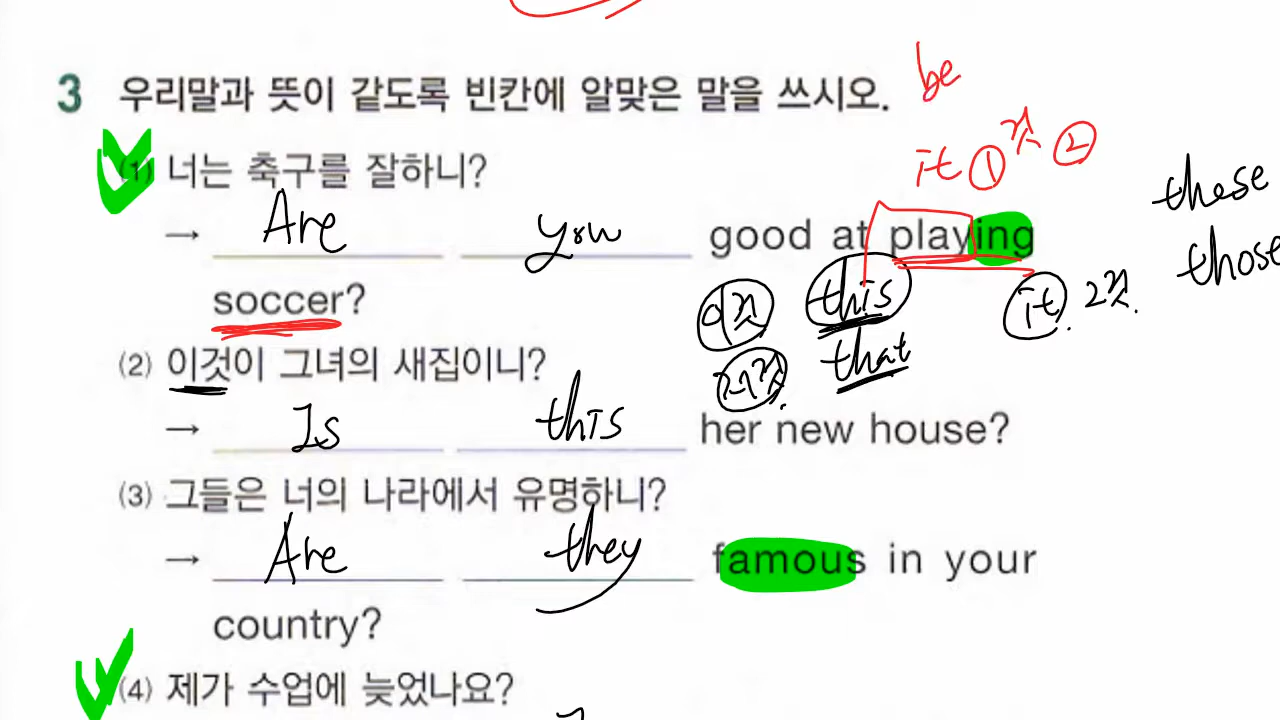 3 우리말과 뜻이 같도록 빈칸에 알맞은 말을 쓰시오.
be
(1) 너는 축구를 잘하니?
it ① 것 ②
these
→ Are you good at playing
those
soccer?
이것 this it 2것.
저것. that
(2) 이것이 그녀의 새집이니?
→ Is this her new house?
(3) 그들은 너의 나라에서 유명하니?
→ Are they famous in your
country?
(4) 제가 수업에 늦었나요?